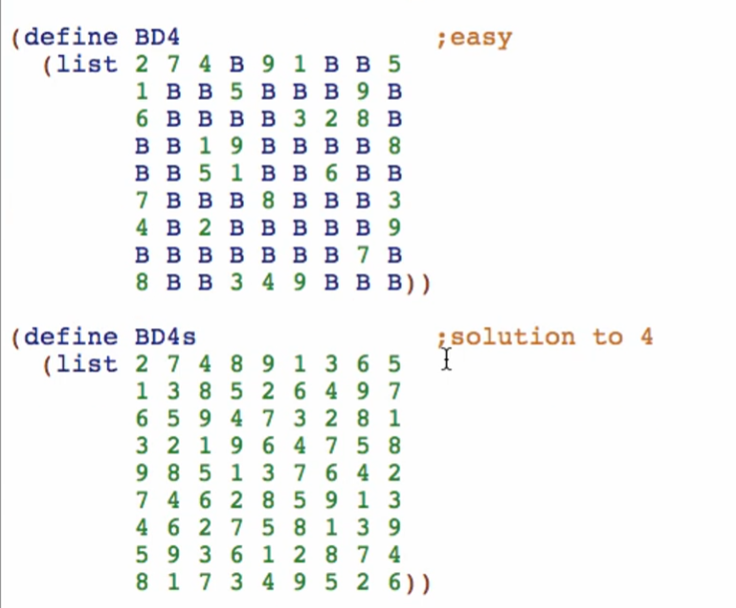 (define BD4 ;easy
(list 2 7 4 B 9 1 B B 5
1 B B 5 B B B 9 B
6 B B B B 3 2 8 B
B B 1 9 B B B B 8
B B 5 1 B B 6 B B
7 B B B 8 B B B 3
4 B 2 B B B B B 9
B B B B B B B 7 B
8 B B 3 4 9 B B B))
(define BD4s ;solution to 4
(list 2 7 4 8 9 1 3 6 5
1 3 8 5 2 6 4 9 7
6 5 9 4 7 3 2 8 1
3 2 1 9 6 4 7 5 8
9 8 5 1 3 7 6 4 2
7 4 6 2 8 5 9 1 3
4 6 2 7 5 8 1 3 9
5 9 3 6 1 2 8 7 4
8 1 7 3 4 9 5 2 6))